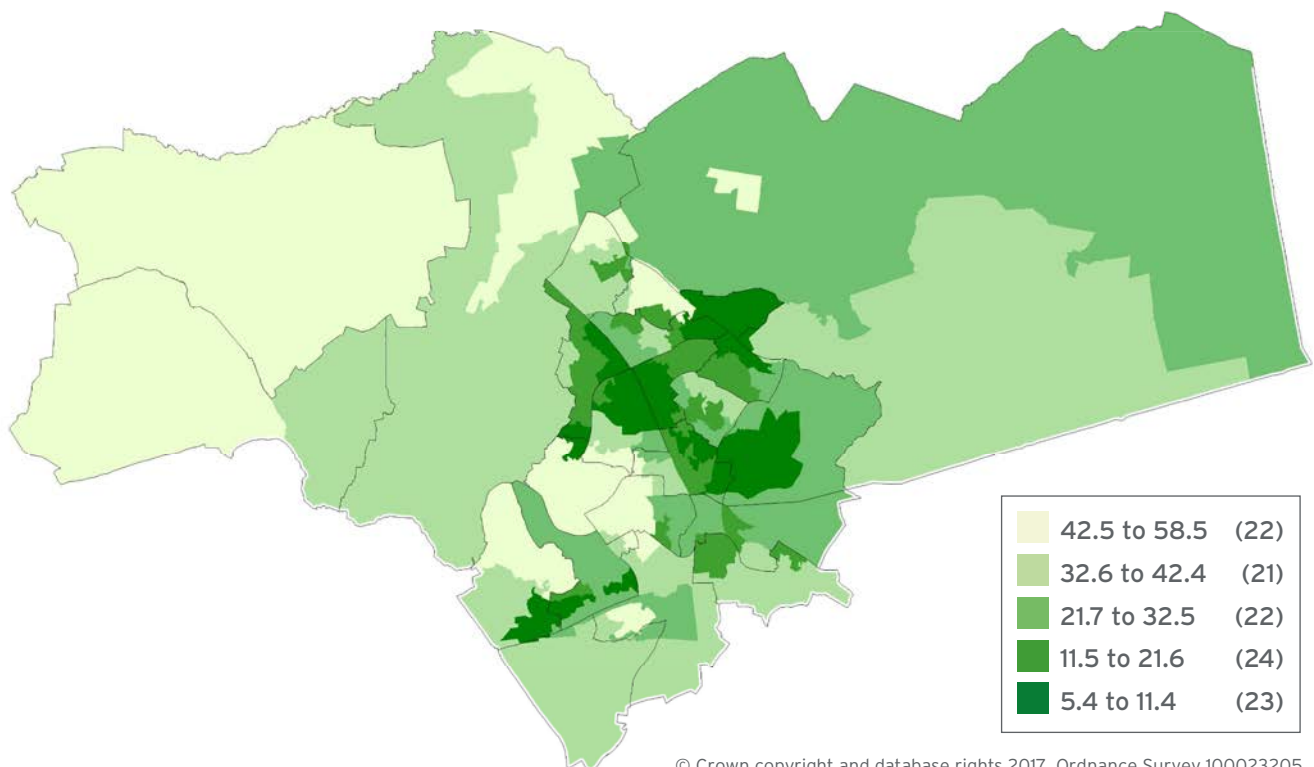 42.5 to 58.5 (22)
32.6 to 42.4 (21)
21.7 to 32.5 (22)
11.5 to 21.6 (24)
5.4 to 11.4 (23)
© Crown copyright and database rights 2017 Ordnance Survey 100023205